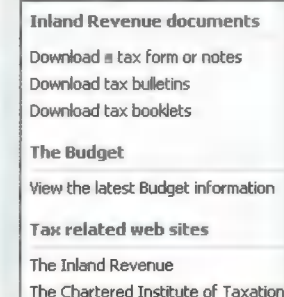 Inland Revenue documents
Download a tax form or notes
Download tax bulletins
Download tax booklets
The Budget
View the latest Budget information
Tax related web sites
The Inland Revenue
The Chartered Institute of Taxation